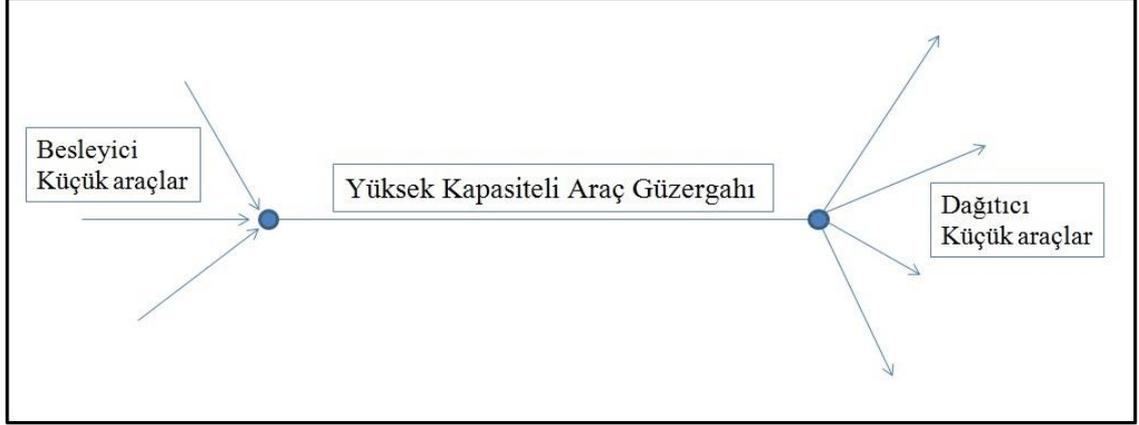 Besleyici
Küçük araçlar
Yüksek Kapasiteli Araç Güzergahı
Dağıtıcı
Küçük araçlar